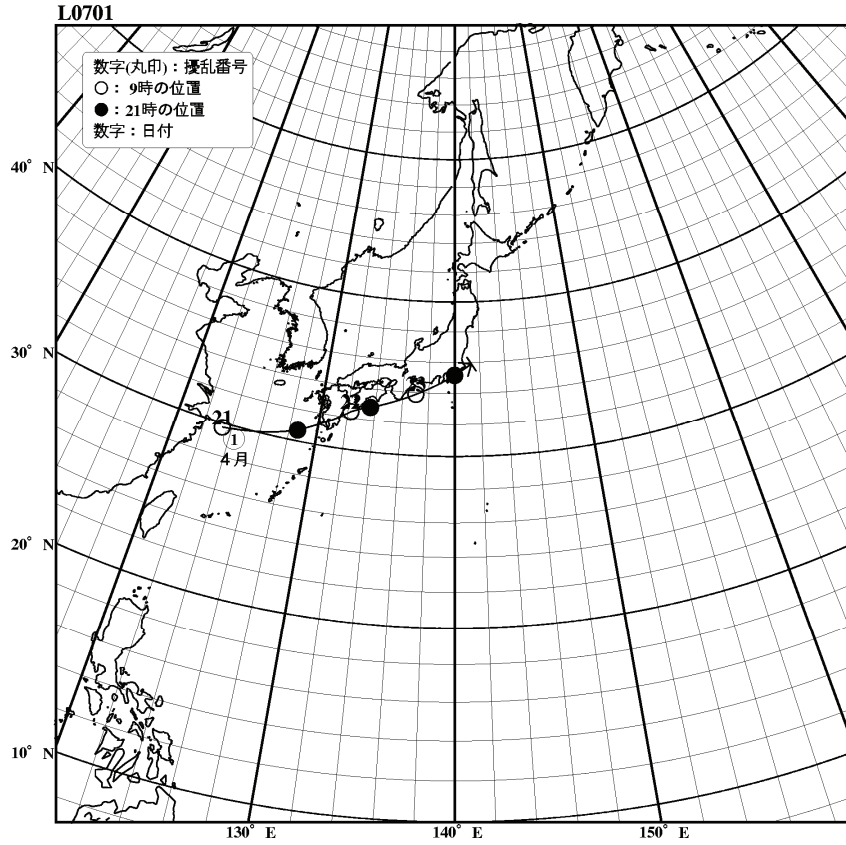 L0701
数字(丸印)：擾乱番号
○： 9時の位置
●：21時の位置
数字：日付
40° N
30° N
20° N
10° N
21
22
23
1
4月
130° E
140° E
150° E